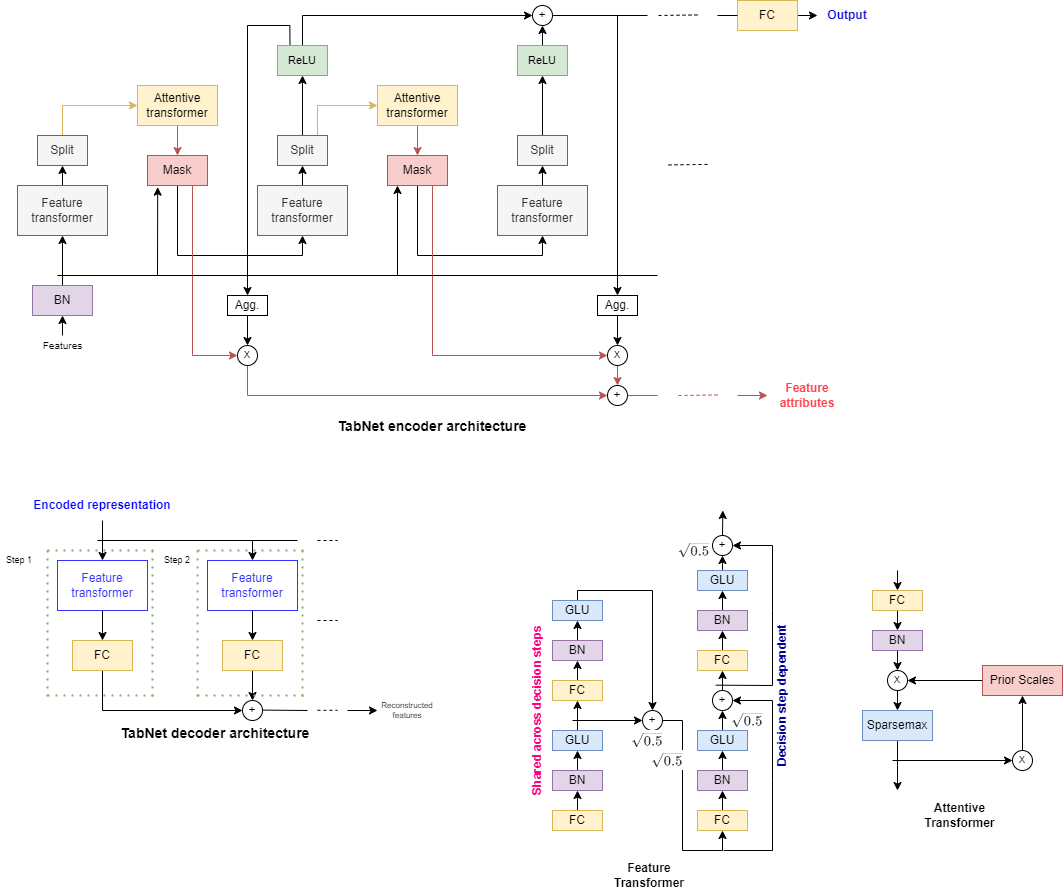 +
FC
Output
ReLU
ReLU
Attentive
transformer
Attentive
transformer
Split
Mask
Split
Mask
Split
Feature
transformer
Feature
transformer
Feature
transformer
BN
Features
Agg.
Agg.
X
X
+
Feature
attributes
TabNet encoder architecture
Encoded representation
Step 1
Step 2
Feature
transformer
Feature
transformer
FC
FC
+
Reconstructed
features
TabNet decoder architecture
Shared across decision steps
GLU
BN
FC
GLU
BN
FC
+
√0.5
√0.5
√0.5
+
GLU
BN
FC
+
√0.5
GLU
BN
FC
Decision step dependent
Feature
Transformer
FC
BN
X
Prior Scales
Sparsemax
X
Attentive
Transformer